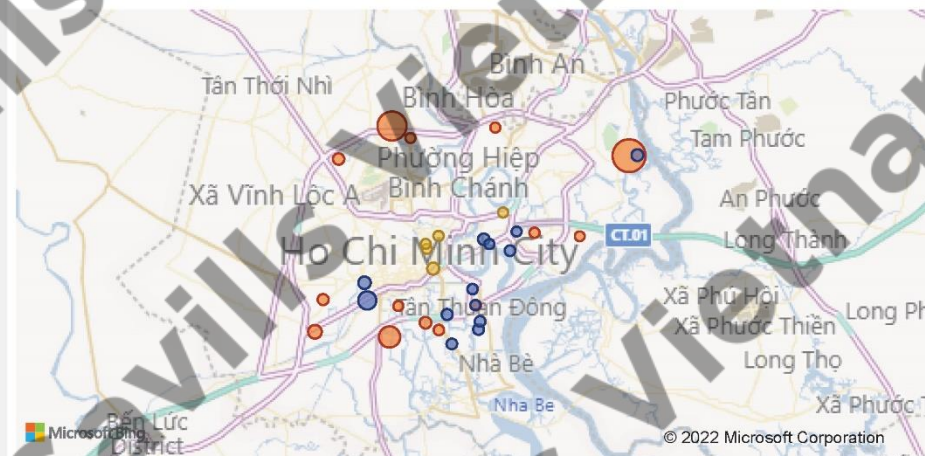 Bình An
Tân Thới Nhì
Bình Hòa
Phước Tân
Tam Phước
Phường Hiệp
Bình Chánh
Xã Vĩnh Lộc A
An Phước
CT.01
Long Thành
Ho Chi Minh City
Xã Phú Hội
Tân Thuận Đông
Long Ph
Xã Phước Thiền
Long Thọ
Nhà Bè
Nha Be
Xã Phước T
Bến Lức
District
Microsoft Bing
© 2022 Microsoft Corporation
Savills Vietnam
Vietnam